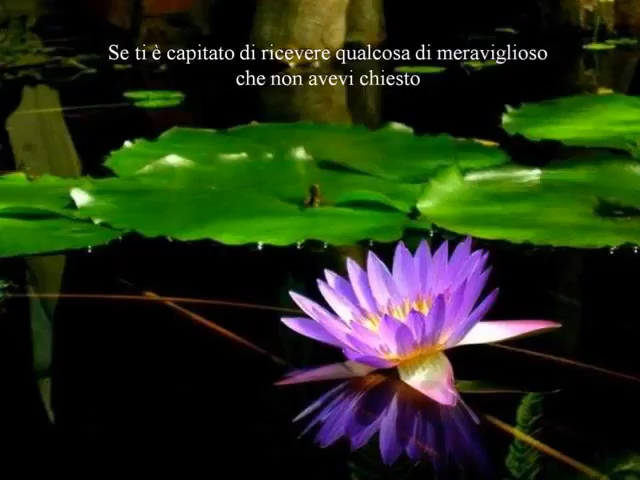 Se ti è capitato di ricevere qualcosa di meraviglioso
che non avevi chiesto